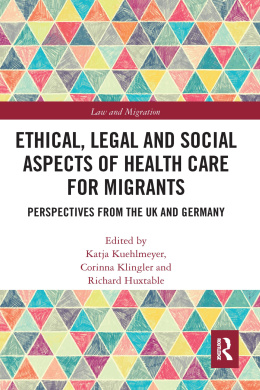 Law and Migration
ETHICAL, LEGAL AND SOCIAL
ASPECTS OF HEALTH CARE
FOR MIGRANTS
PERSPECTIVES FROM THE UK AND GERMANY
Edited by
Katja Kuehlmeyer,
Corinna Klingler and
Richard Huxtable
R
ROUTLEDGE